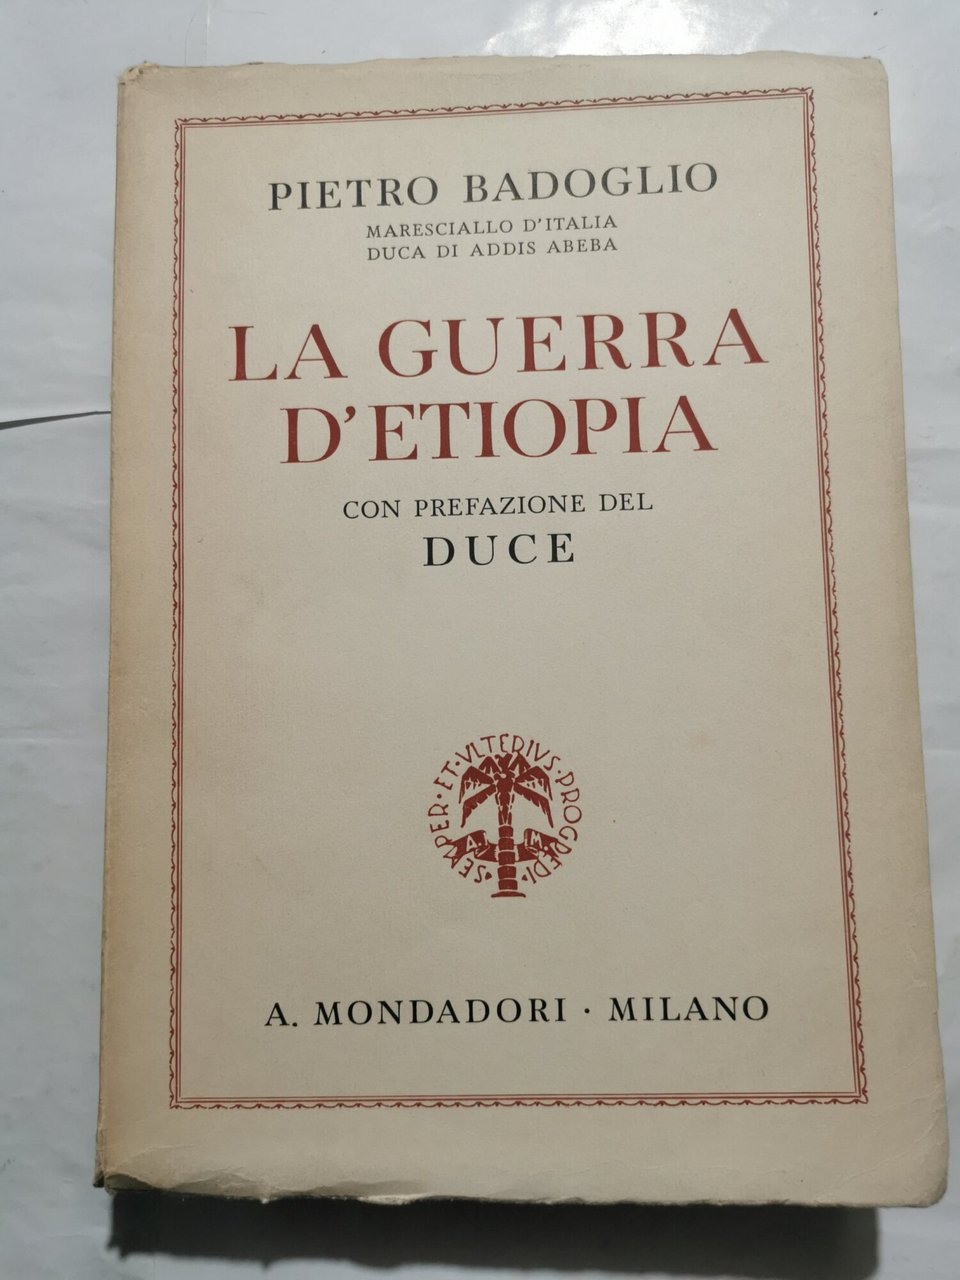 PIETRO BADOGLIO
MARESCIALLO D'ITALIA
DUCA DI ADDIS ABEBA
LA GUERRA
D'ETIOPIA
CON PREFAZIONE DEL
DUCE
SEMPER·ET·VLTERIVS·PROGREDI·
A M
A. MONDADORI · MILANO